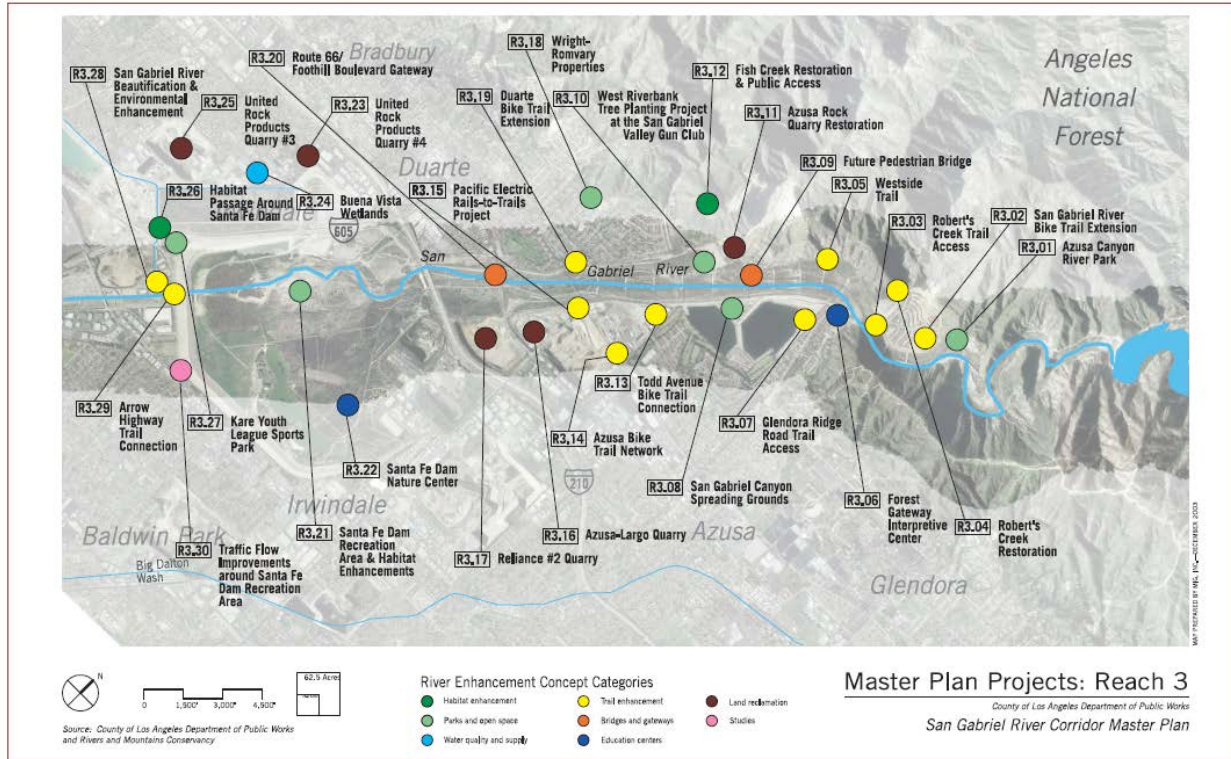 Bradbury
Angeles
National
Forest
Duarte
R3.28 San Gabriel River
Beautification &
Environmental
Enhancement
R3.25 United
Rock
Products
Quarry #3
R3.20 Route 66/
Foothill Boulevard Gateway
R3.23 United
Rock
Products
Quarry #4
R3.19 Duarte
Bike Trail
Extension
R3.18 Wright-
Romvary
Properties
R3.10 West Riverbank
Tree Planting Project
at the San Gabriel
Valley Gun Club
R3.12 Fish Creek Restoration
& Public Access
R3.11 Azusa Rock
Quarry Restoration
R3.09 Future Pedestrian Bridge
R3.05 Westside
Trail
R3.03 Robert's
Creek Trail
Access
R3.02 San Gabriel River
Bike Trail Extension
R3.01 Azusa Canyon
River Park
R3.26 Habitat
Passage Around
Santa Fe Dam
R3.24 Buena Vista
Wetlands
R3.15 Pacific Electric
Rails-to-Trails
Project
605
San Gabriel River
R3.29 Arrow
Highway
Trail
Connection
R3.27 Kare Youth
League Sports
Park
R3.22 Santa Fe Dam
Nature Center
R3.13 Todd Avenue
Bike Trail
Connection
R3.14 Azusa Bike
Trail Network
R3.07 Glendora Ridge
Road Trail
Access
210
R3.08 San Gabriel Canyon
Spreading Grounds
R3.06 Forest
Gateway
Interpretive
Center
R3.04 Robert's
Creek
Restoration
Irwindale
Azusa
Baldwin Park
Big Dalton
Wash
Glendora
R3.30 Traffic Flow
Improvements
around Santa Fe
Dam Recreation
Area
R3.21 Santa Fe Dam
Recreation
Area & Habitat
Enhancements
R3.17 Reliance #2 Quarry
R3.16 Azusa-Largo Quarry
MAP PREPARED BY MIG, INC.—DECEMBER 2003
N
0 1,500' 3,000' 4,500'
62.5 Acres
Source: County of Los Angeles Department of Public Works
and Rivers and Mountains Conservancy
River Enhancement Concept Categories
Habitat enhancement
Parks and open space
Water quality and supply
Trail enhancement
Bridges and gateways
Education centers
Land reclamation
Studies
Master Plan Projects: Reach 3
County of Los Angeles Department of Public Works
San Gabriel River Corridor Master Plan